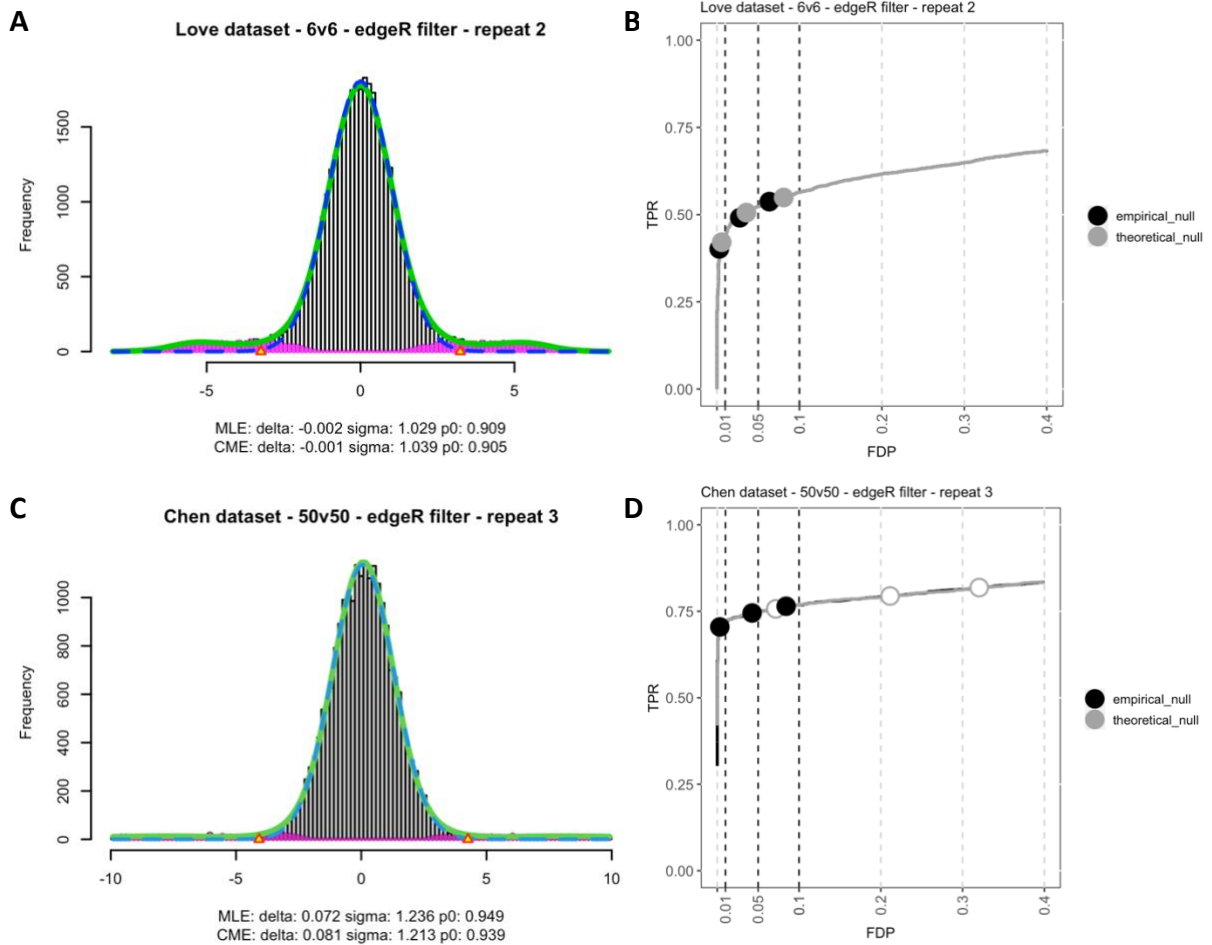 A
Love dataset - 6v6 - edgeR filter - repeat 2
Frequency
1500
1000
500
0
-5 0 5
MLE: delta: -0.002 sigma: 1.029 p0: 0.909
CME: delta: -0.001 sigma: 1.039 p0: 0.905
B
Love dataset - 6v6 - edgeR filter - repeat 2
TPR
1.00
0.75
0.50
0.25
0.00
0.01 0.05 0.1 0.2 0.3 0.4
FDP
empirical_null
theoretical_null
C
Chen dataset - 50v50 - edgeR filter - repeat 3
Frequency
1000
800
600
400
200
0
-10 -5 0 5 10
MLE: delta: 0.072 sigma: 1.236 p0: 0.949
CME: delta: 0.081 sigma: 1.213 p0: 0.939
D
Chen dataset - 50v50 - edgeR filter - repeat 3
TPR
1.00
0.75
0.50
0.25
0.00
0.01 0.05 0.1 0.2 0.3 0.4
FDP
empirical_null
theoretical_null